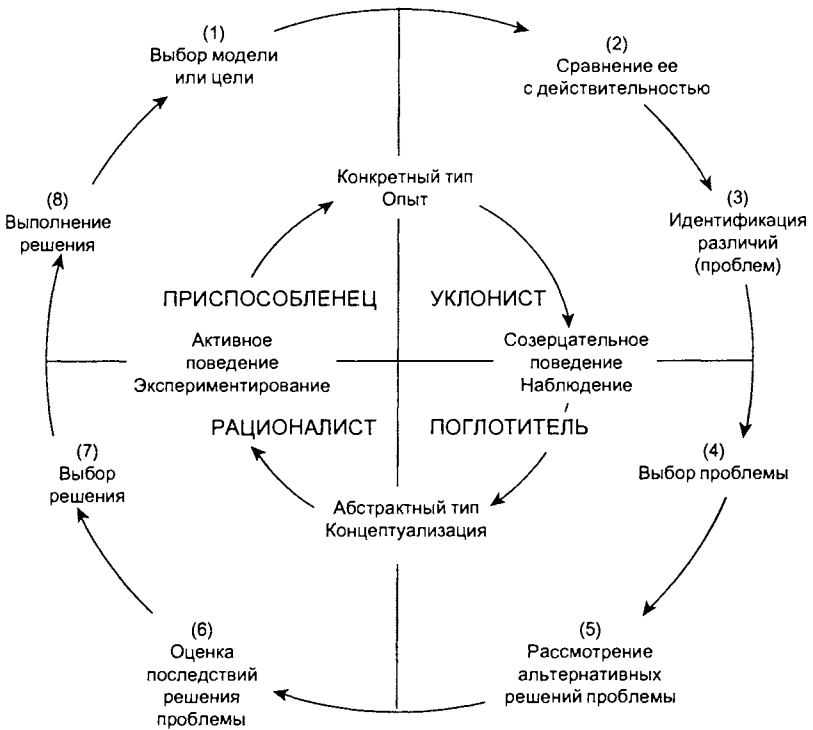 (1)
Выбор модели
или цели
(2)
Сравнение ее
с действительностью
(3)
Идентификация
различий
(проблем)
(4)
Выбор проблемы
(5)
Рассмотрение
альтернативных
решений проблемы
(6)
Оценка
последствий
решения
проблемы
(7)
Выбор
решения
(8)
Выполнение
решения
Конкретный тип
Опыт
ПРИСПОСОБЛЕНЕЦ
УКЛОНИСТ
Активное
поведение
Экспериментирование
Созерцательное
поведение
Наблюдение
РАЦИОНАЛИСТ
ПОГЛОТИТЕЛЬ
Абстрактный тип
Концептуализация